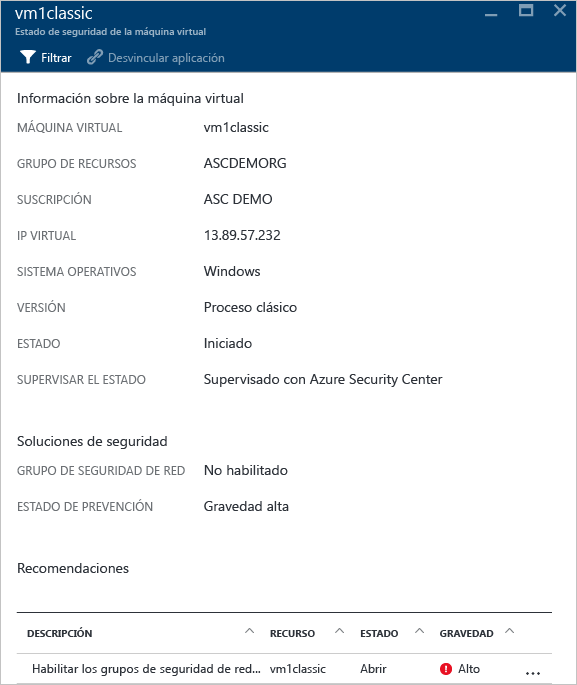 vm1classic
Estado de seguridad de la máquina virtual
Filtrar Desvincular aplicación
Información sobre la máquina virtual
MÁQUINA VIRTUAL vm1classic
GRUPO DE RECURSOS ASCDEMORG
SUSCRIPCIÓN ASC DEMO
IP VIRTUAL 13.89.57.232
SISTEMA OPERATIVOS Windows
VERSIÓN Proceso clásico
ESTADO Iniciado
SUPERVISAR EL ESTADO Supervisado con Azure Security Center
Soluciones de seguridad
GRUPO DE SEGURIDAD DE RED No habilitado
ESTADO DE PREVENCIÓN Gravedad alta
Recomendaciones
DESCRIPCIÓN RECURSO ESTADO GRAVEDAD
Habilitar los grupos de seguridad de red... vm1classic Abrir Alto ...